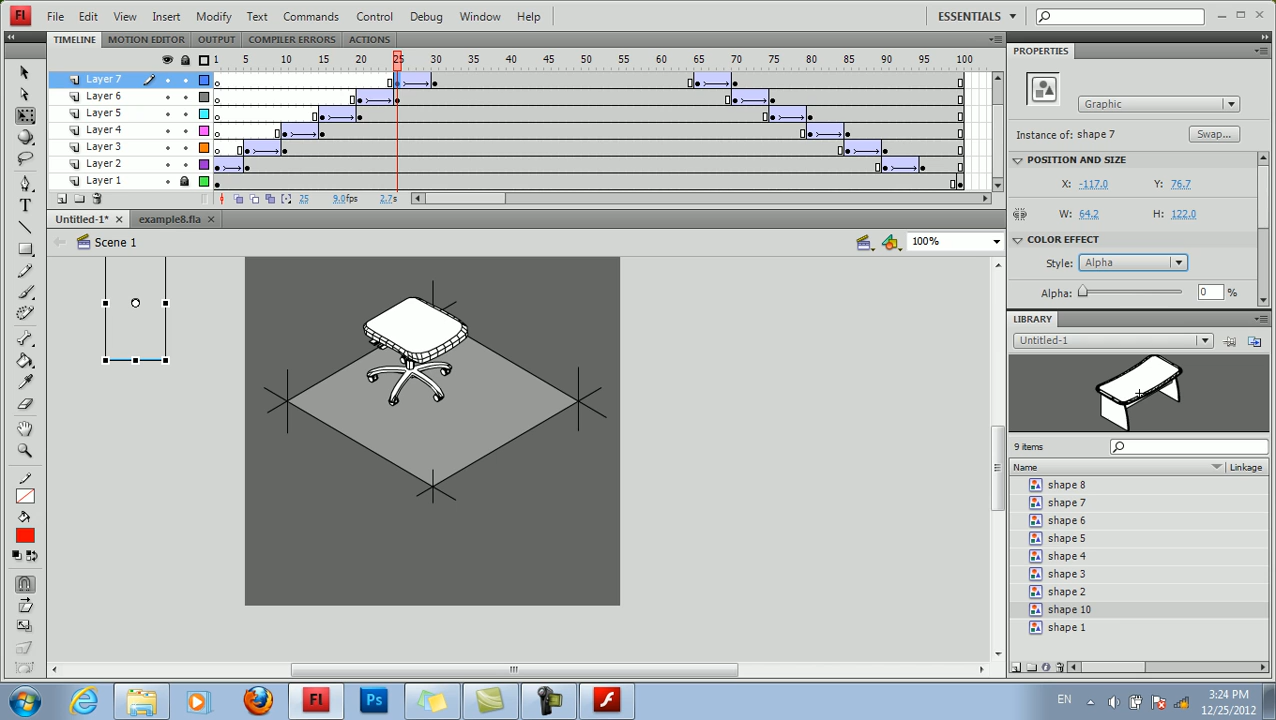 Fl File Edit View Insert Modify Text Commands Control Debug Window Help ESSENTIALS
TIMELINE MOTION EDITOR OUTPUT COMPILER ERRORS ACTIONS
1 5 10 15 20 25 30 35 40 45 50 55 60 65 70 75 80 85 90 95 100
Layer 7
Layer 6
Layer 5
Layer 4
Layer 3
Layer 2
Layer 1
25 9.0fps 2.7s
Untitled-1* example8.fla
Scene 1 100%
PROPERTIES
Graphic
Instance of: shape 7 Swap...
POSITION AND SIZE
X: -117.0 Y: 76.7
W: 64.2 H: 122.0
COLOR EFFECT
Style: Alpha
Alpha: 0 %
LIBRARY
Untitled-1
9 items
Name Linkage
shape 8
shape 7
shape 6
shape 5
shape 4
shape 3
shape 2
shape 10
shape 1
T
Fl Ps EN 3:24 PM
12/25/2012